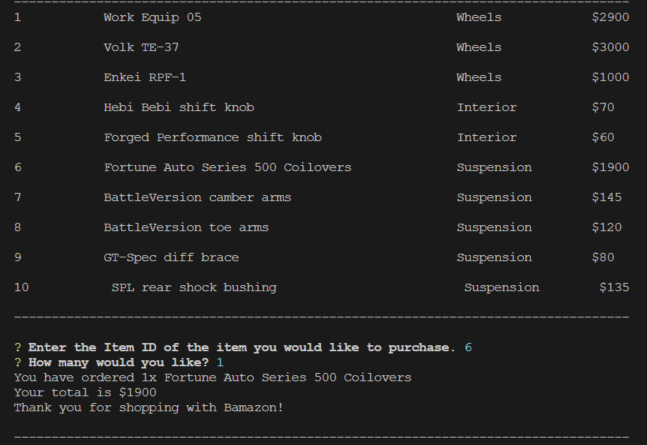 1 Work Equip 05 Wheels $2900
2 Volk TE-37 Wheels $3000
3 Enkei RPF-1 Wheels $1000
4 Hebi Bebi shift knob Interior $70
5 Forged Performance shift knob Interior $60
6 Fortune Auto Series 500 Coilovers Suspension $1900
7 BattleVersion camber arms Suspension $145
8 BattleVersion toe arms Suspension $120
9 GT-Spec diff brace Suspension $80
10 SPL rear shock bushing Suspension $135
? Enter the Item ID of the item you would like to purchase. 6
? How many would you like? 1
You have ordered 1x Fortune Auto Series 500 Coilovers
Your total is $1900
Thank you for shopping with Bamazon!